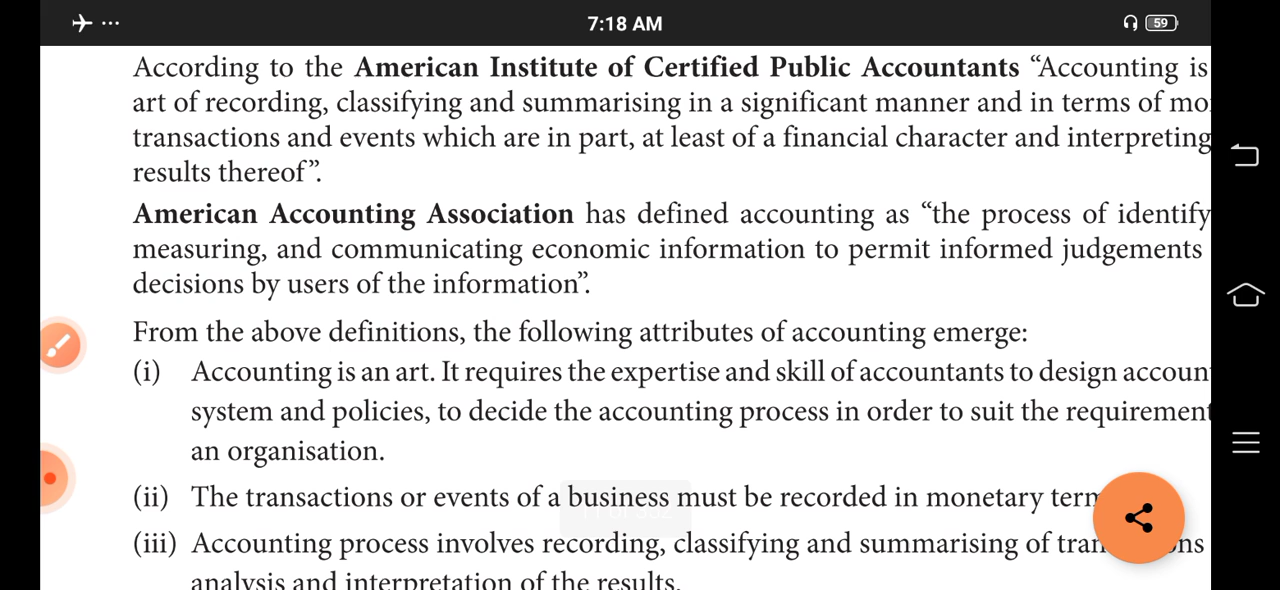 7:18 AM
59
According to the American Institute of Certified Public Accountants “Accounting is
art of recording, classifying and summarising in a significant manner and in terms of
transactions and events which are in part, at least of a financial character and interpreting
results thereof”.
American Accounting Association has defined accounting as “the process of
measuring, and communicating economic information to permit informed judgements
decisions by users of the information”.
From the above definitions, the following attributes of accounting emerge:
(i) Accounting is an art. It requires the expertise and skill of accountants to design
system and policies, to decide the accounting process in order to suit the
an organisation.
(ii) The transactions or events of a business must be recorded in monetary
(iii) Accounting process involves recording, classifying and summarising of
analysis and interpretation of the results.